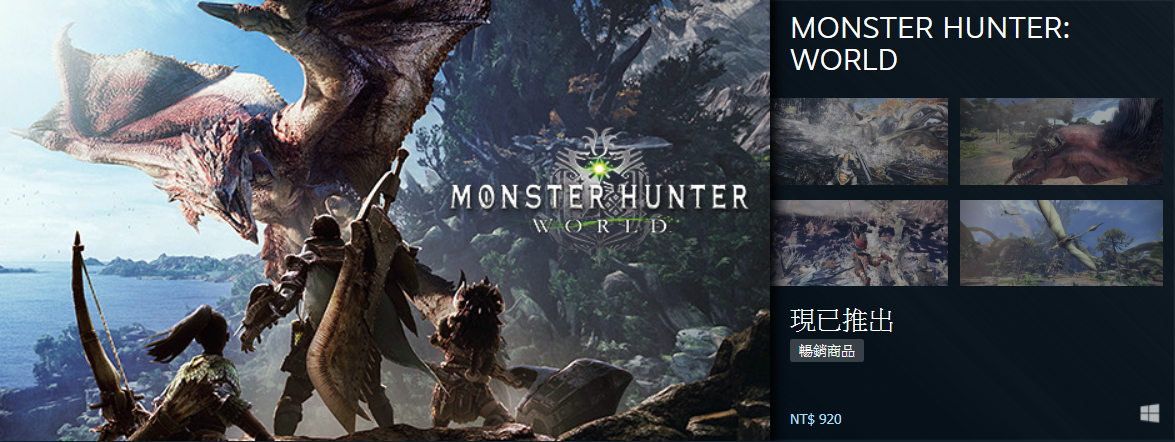 MONSTER HUNTER
WORLD
MONSTER HUNTER:
WORLD
現已推出
暢銷商品
NT$ 920